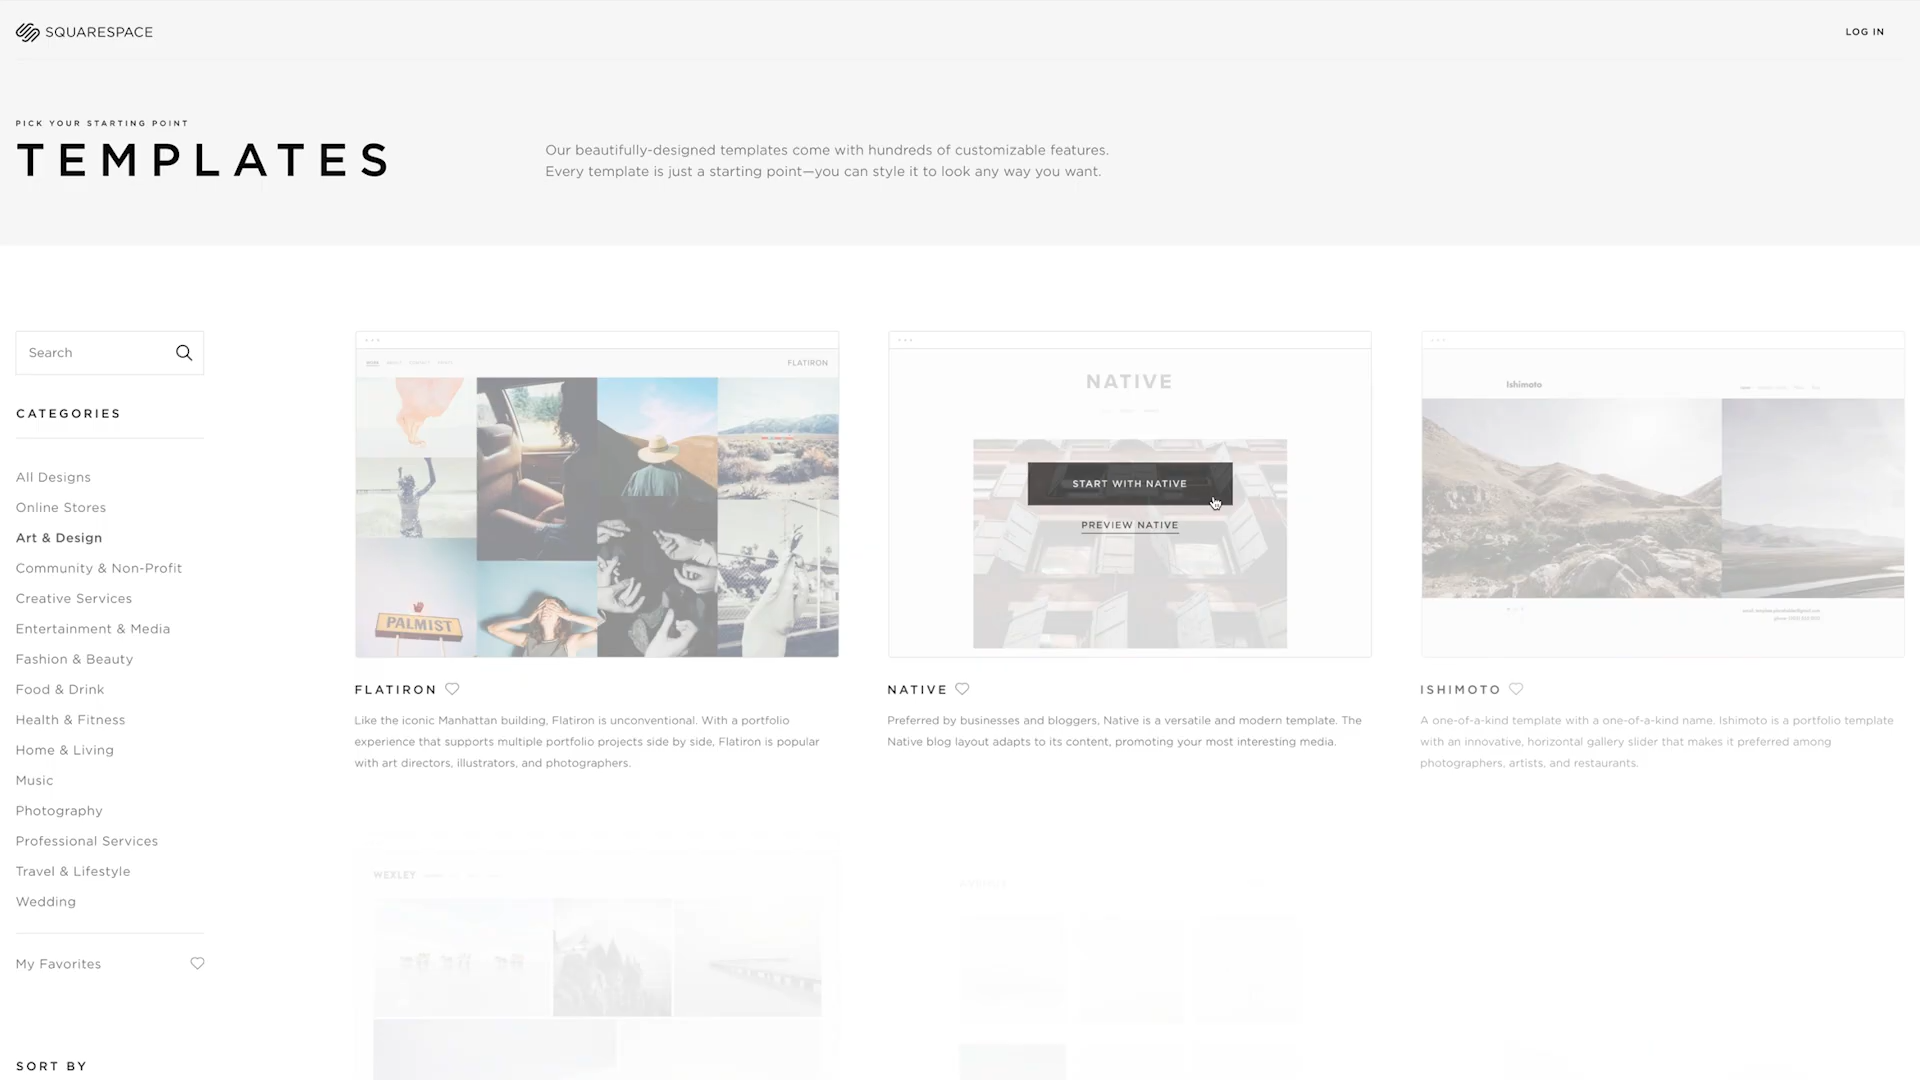 SQUARESPACE
LOG IN
PICK YOUR STARTING POINT
TEMPLATES
Our beautifully-designed templates come with hundreds of customizable features.
Every template is just a starting point—you can style it to look any way you want.
Search
CATEGORIES
All Designs
Online Stores
Art & Design
Community & Non-Profit
Creative Services
Entertainment & Media
Fashion & Beauty
Food & Drink
Health & Fitness
Home & Living
Music
Photography
Professional Services
Travel & Lifestyle
Wedding
My Favorites
SORT BY
FLATIRON
PALMIST
FLATIRON
Like the iconic Manhattan building, Flatiron is unconventional. With a portfolio
experience that supports multiple portfolio projects side by side, Flatiron is popular
with art directors, illustrators, and photographers.
NATIVE
START WITH NATIVE
PREVIEW NATIVE
NATIVE
Preferred by businesses and bloggers, Native is a versatile and modern template. The
Native blog layout adapts to its content, promoting your most interesting media.
Ishimoto
ISHIMOTO
A one-of-a-kind template with a one-of-a-kind name. Ishimoto is a portfolio template
with an innovative, horizontal gallery slider that makes it preferred among
photographers, artists, and restaurants.
WEXLEY